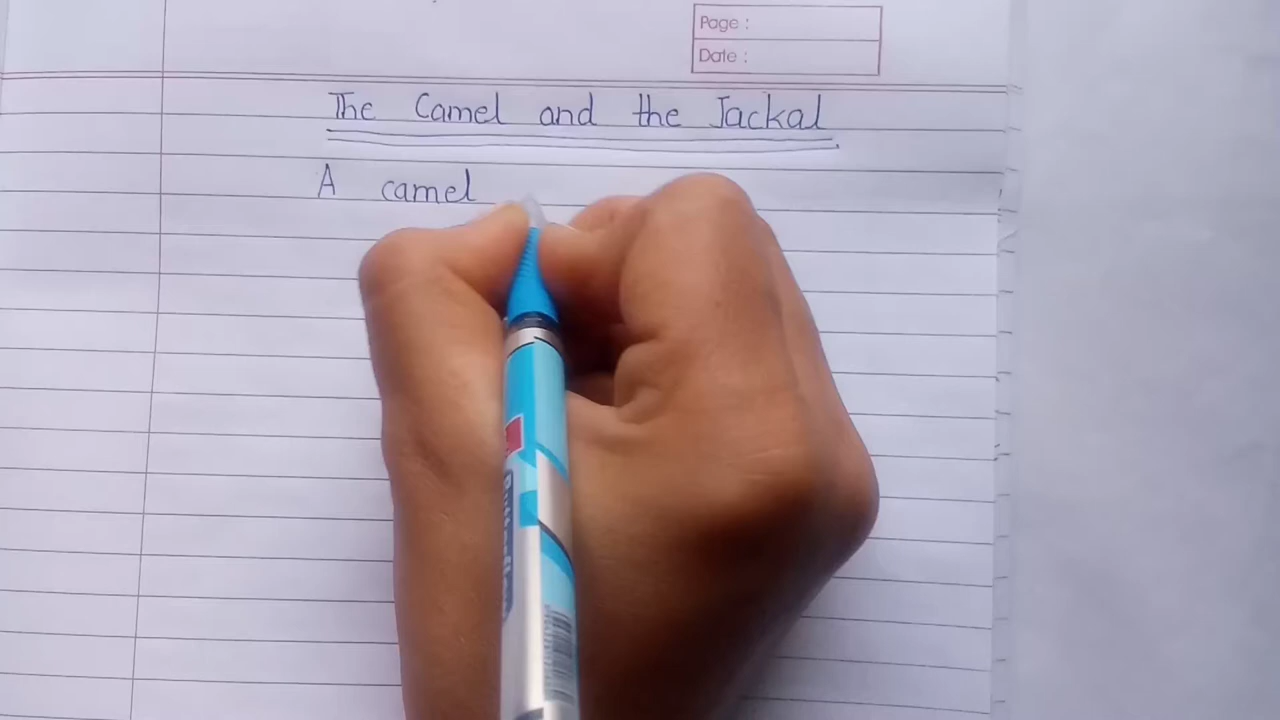 Page :
Date :
The Camel and the Jackal
A camel